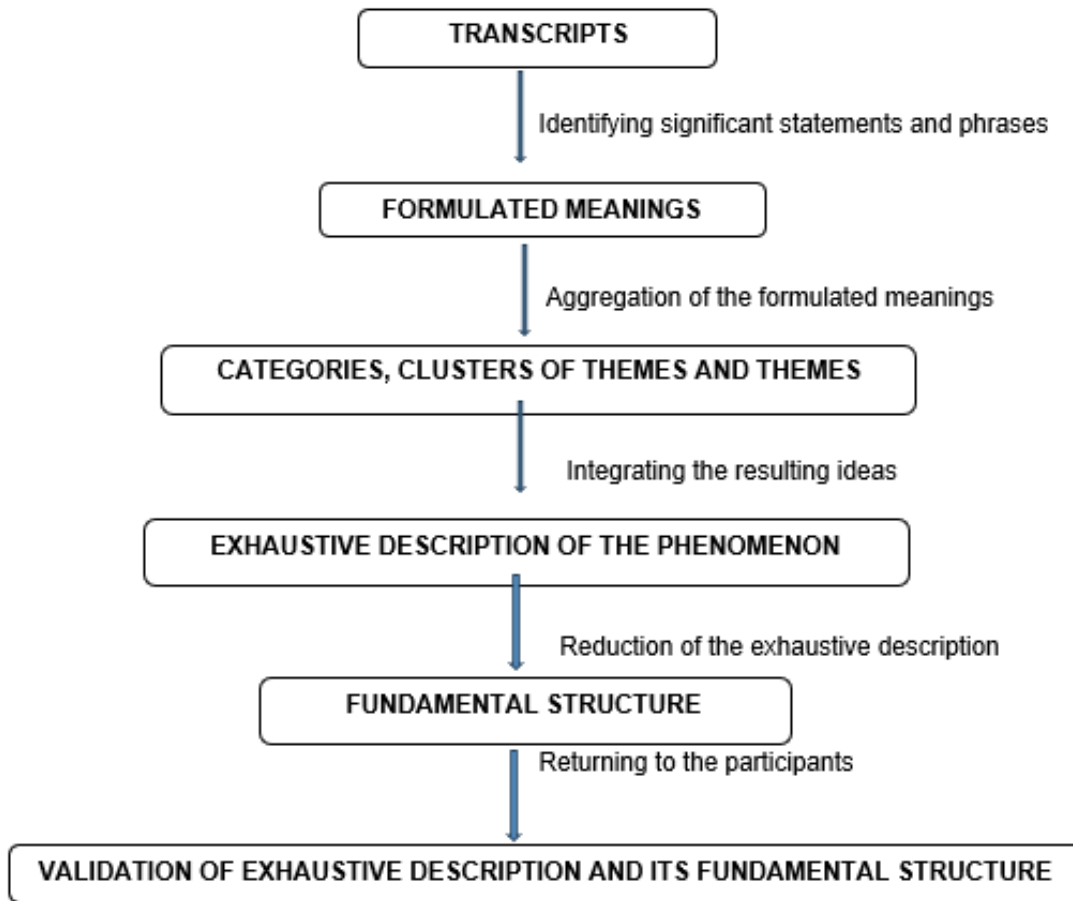 TRANSCRIPTS
Identifying significant statements and phrases
FORMULATED MEANINGS
Aggregation of the formulated meanings
CATEGORIES, CLUSTERS OF THEMES AND THEMES
Integrating the resulting ideas
EXHAUSTIVE DESCRIPTION OF THE PHENOMENON
Reduction of the exhaustive description
FUNDAMENTAL STRUCTURE
Returning to the participants
VALIDATION OF EXHAUSTIVE DESCRIPTION AND ITS FUNDAMENTAL STRUCTURE